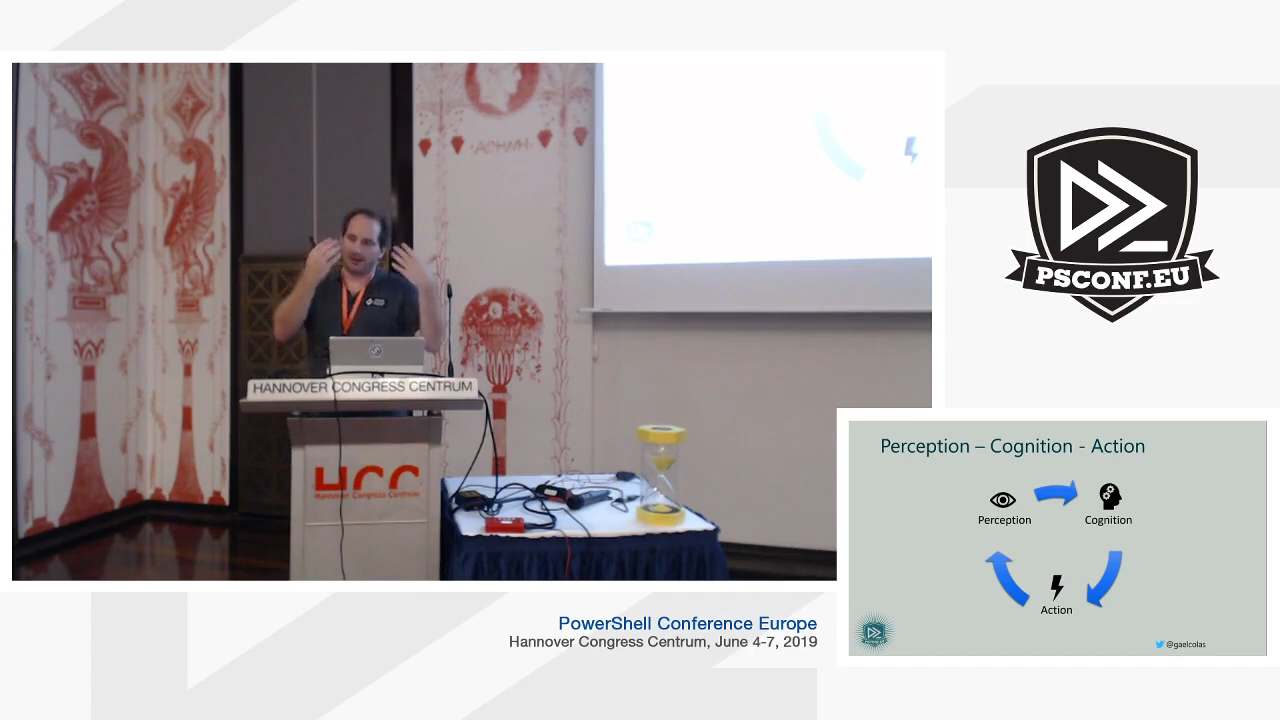 HANNOVER CONGRESS CENTRUM
HCC
Hannover Congress Centrum
PSCONF.EU
Perception – Cognition - Action
Perception
Cognition
Action
@gaelcolas
PowerShell Conference Europe
Hannover Congress Centrum, June 4-7, 2019